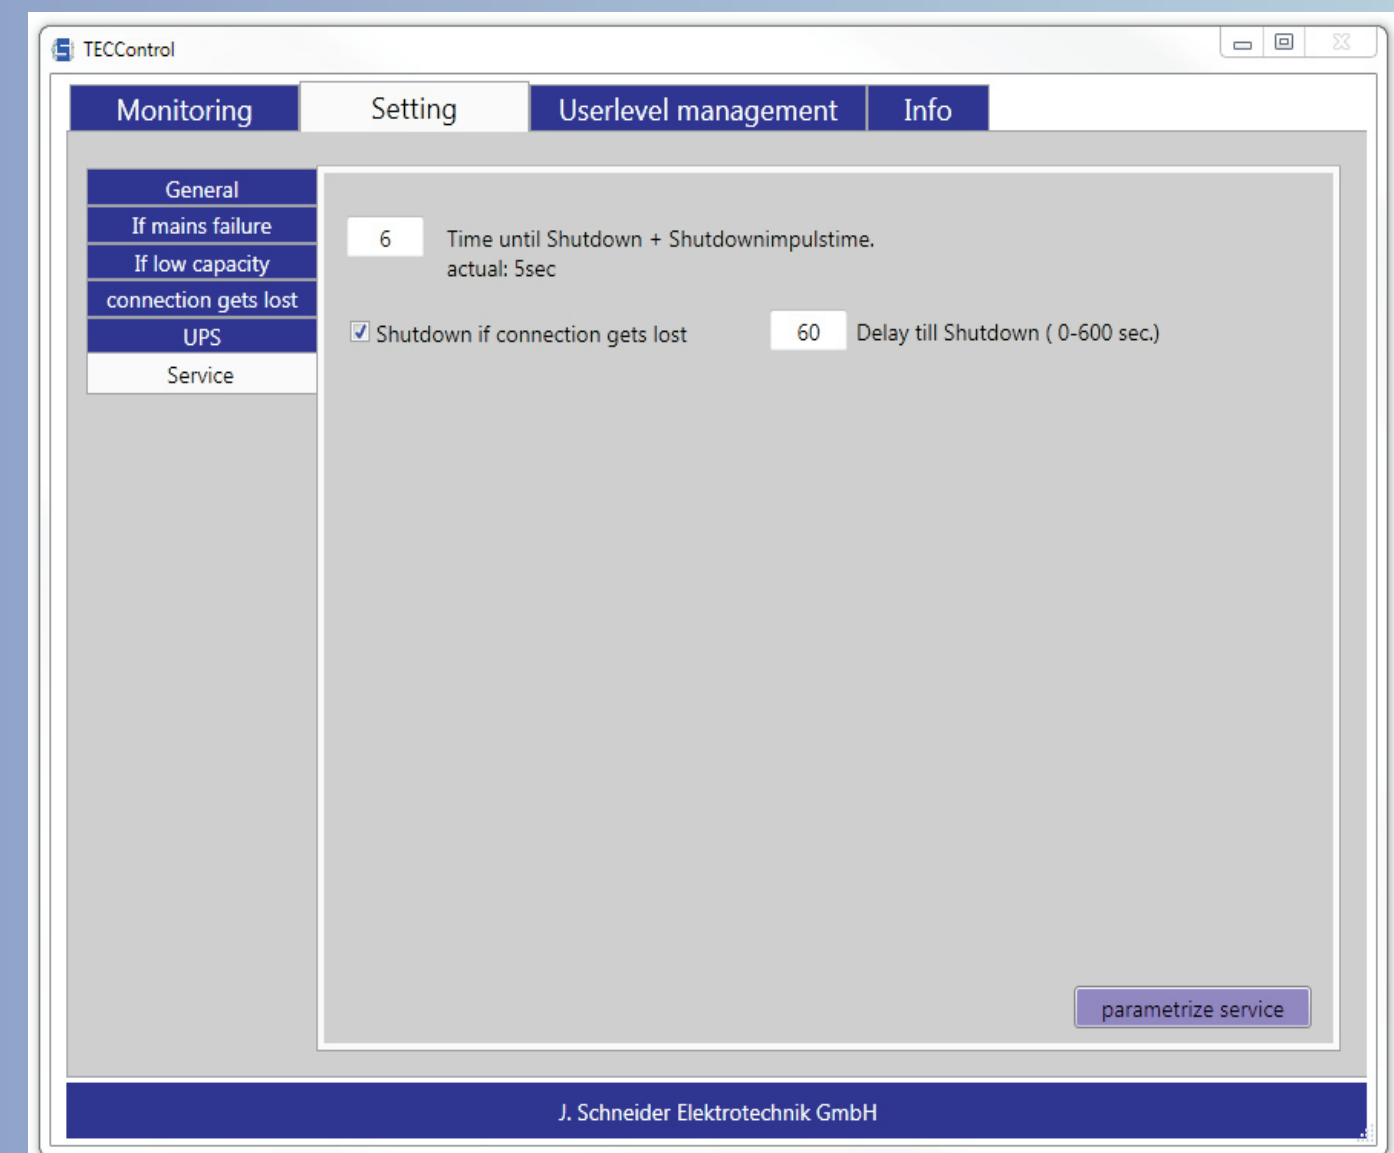 TECControl
Monitoring Setting Userlevel management Info
General
If mains failure
If low capacity
connection gets lost
UPS
Service
6 Time until Shutdown + Shutdownimpulstime.
actual: 5sec
Shutdown if connection gets lost 60 Delay till Shutdown ( 0-600 sec.)
parametrize service
J. Schneider Elektrotechnik GmbH